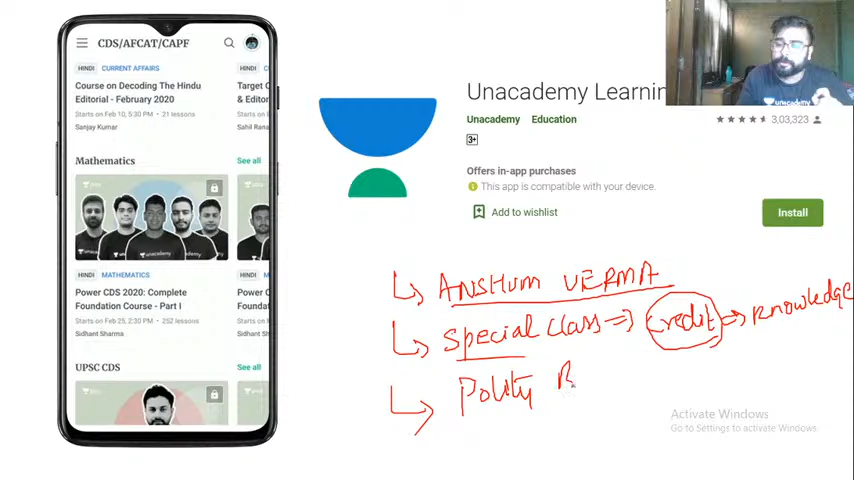 CDS/AFCAT/CAPF
HINDI CURRENT AFFAIRS
HINDI
Course on Decoding The Hindu
Editorial - February 2020
Target C
& Editor
Starts on Feb 10, 5:30 PM • 21 lessons
Starts on
Sanjay Kumar
Sahil Rana
Mathematics
See all
unacademy
HINDI MATHEMATICS
HINDI M
Power CDS 2020: Complete
Foundation Course - Part I
Power C
Foundat
Starts on Feb 25, 2:30 PM • 252 lessons
Starts on
Sidhant Sharma
Sidhant
UPSC CDS
See all
Unacademy Learnin
Unacademy Education
3,03,323
3+
Offers in-app purchases
This app is compatible with your device.
Add to wishlist
Install
unacademy
ANSHUM VERMA
Special class ⇒ credit → knowledge
Polity
Activate Windows
Go to Settings to activate Windows.